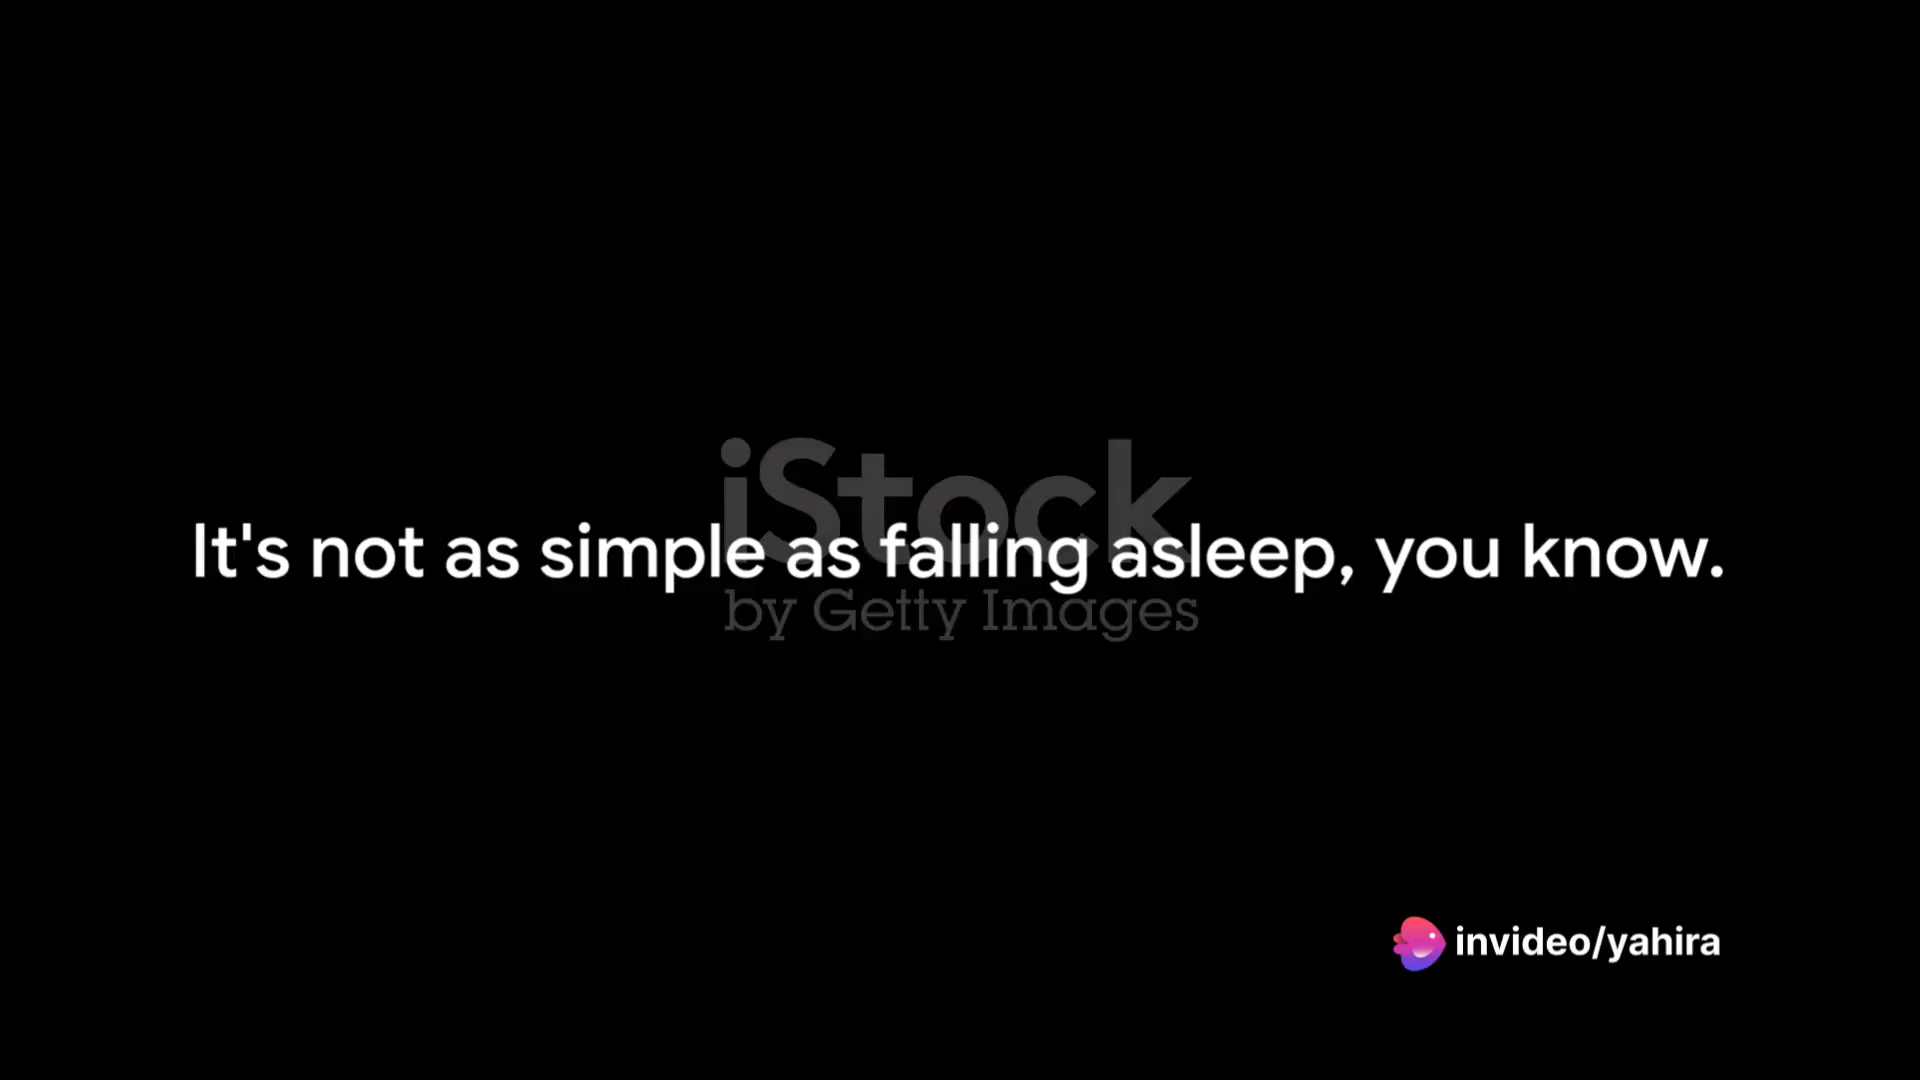 iStock
It's not as simple as falling asleep, you know.
by Getty Images
invideo/yahira